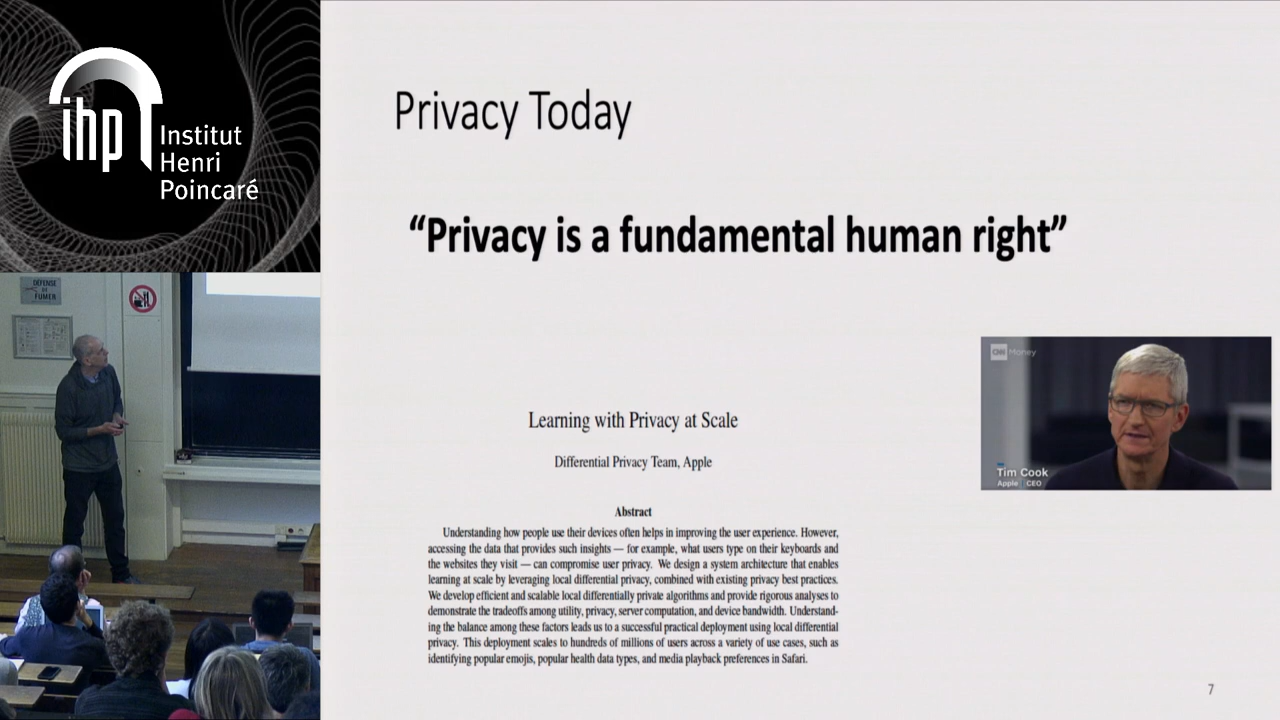 ihp Institut
Henri
Poincaré
DÉFENSE
DE
FUMER
Privacy Today
“Privacy is a fundamental human right”
CNN Money
Tim Cook
Apple | CEO
Learning with Privacy at Scale
Differential Privacy Team, Apple
Abstract
Understanding how people use their devices often helps in improving the user experience. However,
accessing the data that provides such insights — for example, what users type on their keyboards and
the websites they visit — can compromise user privacy. We design a system architecture that enables
learning at scale by leveraging local differential privacy, combined with existing privacy best practices.
We develop efficient and scalable local differentially private algorithms and provide rigorous analyses to
demonstrate the tradeoffs among utility, privacy, server computation, and device bandwidth. Understand-
ing the balance among these factors leads us to a successful practical deployment using local differential
privacy. This deployment scales to hundreds of millions of users across a variety of use cases, such as
identifying popular emojis, popular health data types, and media playback preferences in Safari.
7